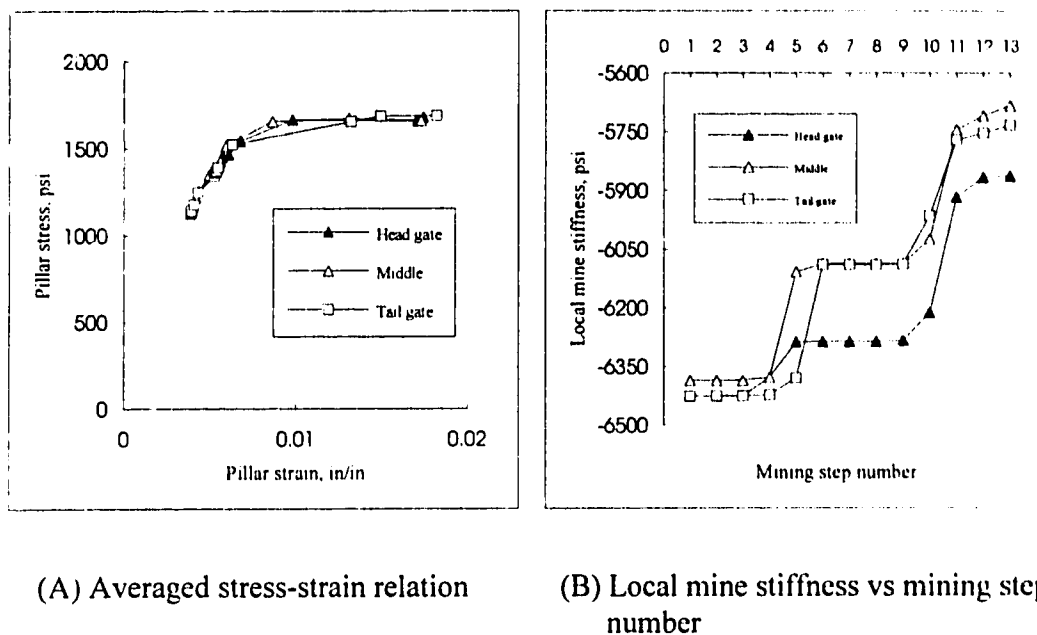 2000
1500
1000
500
0
Pillar stress, psi
Head gate
Middle
Tail gate
0 0.01 0.02
Pillar strain, in/in
0 1 2 3 4 5 6 7 8 9 10 11 12 13
-5600
-5750
-5900
-6050
-6200
-6350
-6500
Local mine stiffness, psi
Head gate
Middle
Tail gate
Mining step number
(A) Averaged stress-strain relation
(B) Local mine stiffness vs mining step
number